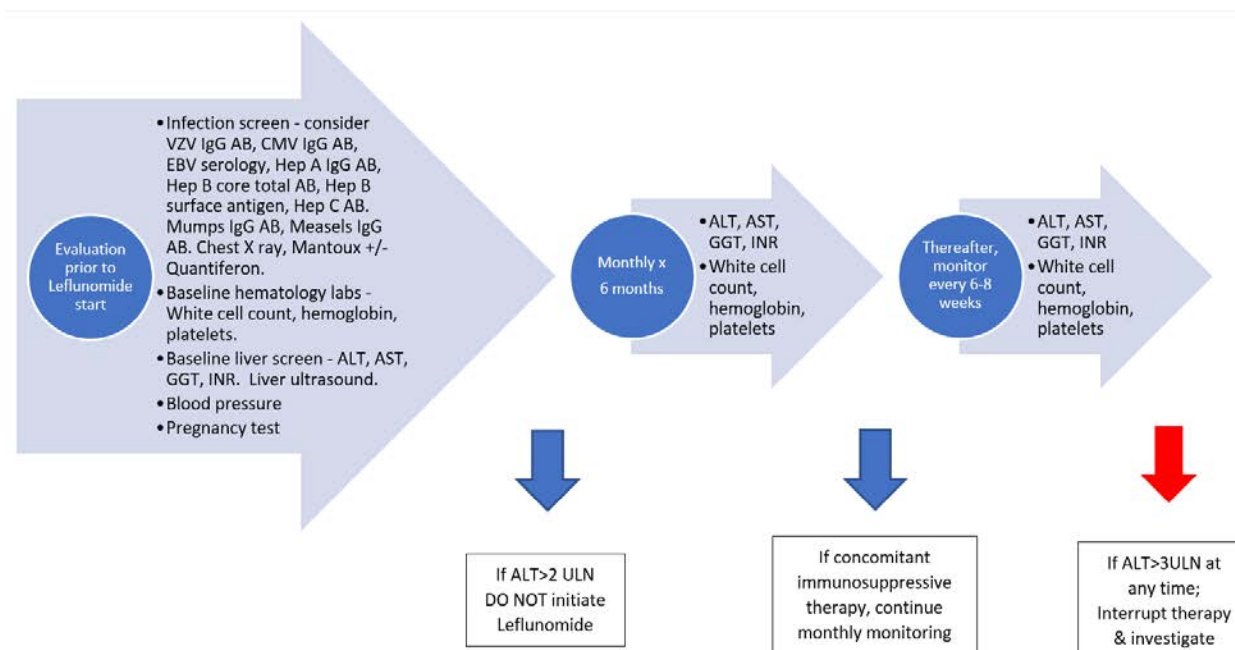 Evaluation
prior to
Leflunomide
start
•Infection screen - consider
VZV IgG AB, CMV IgG AB,
EBV serology, Hep A IgG AB,
Hep B core total AB, Hep B
surface antigen, Hep C AB.
Mumps IgG AB, Measels IgG
AB. Chest X ray, Mantoux +/-
Quantiferon.
•Baseline hematology labs -
White cell count, hemoglobin,
platelets.
•Baseline liver screen - ALT, AST,
GGT, INR. Liver ultrasound.
•Blood pressure
•Pregnancy test
Monthly x
6 months
•ALT, AST,
GGT, INR
•White cell
count,
hemoglobin,
platelets
Thereafter,
monitor
every 6-8
weeks
•ALT, AST,
GGT, INR
•White cell
count,
hemoglobin,
platelets
If ALT>2 ULN
DO NOT initiate
Leflunomide
If concomitant
immunosuppressive
therapy, continue
monthly monitoring
If ALT>3ULN at
any time;
Interrupt therapy
& investigate